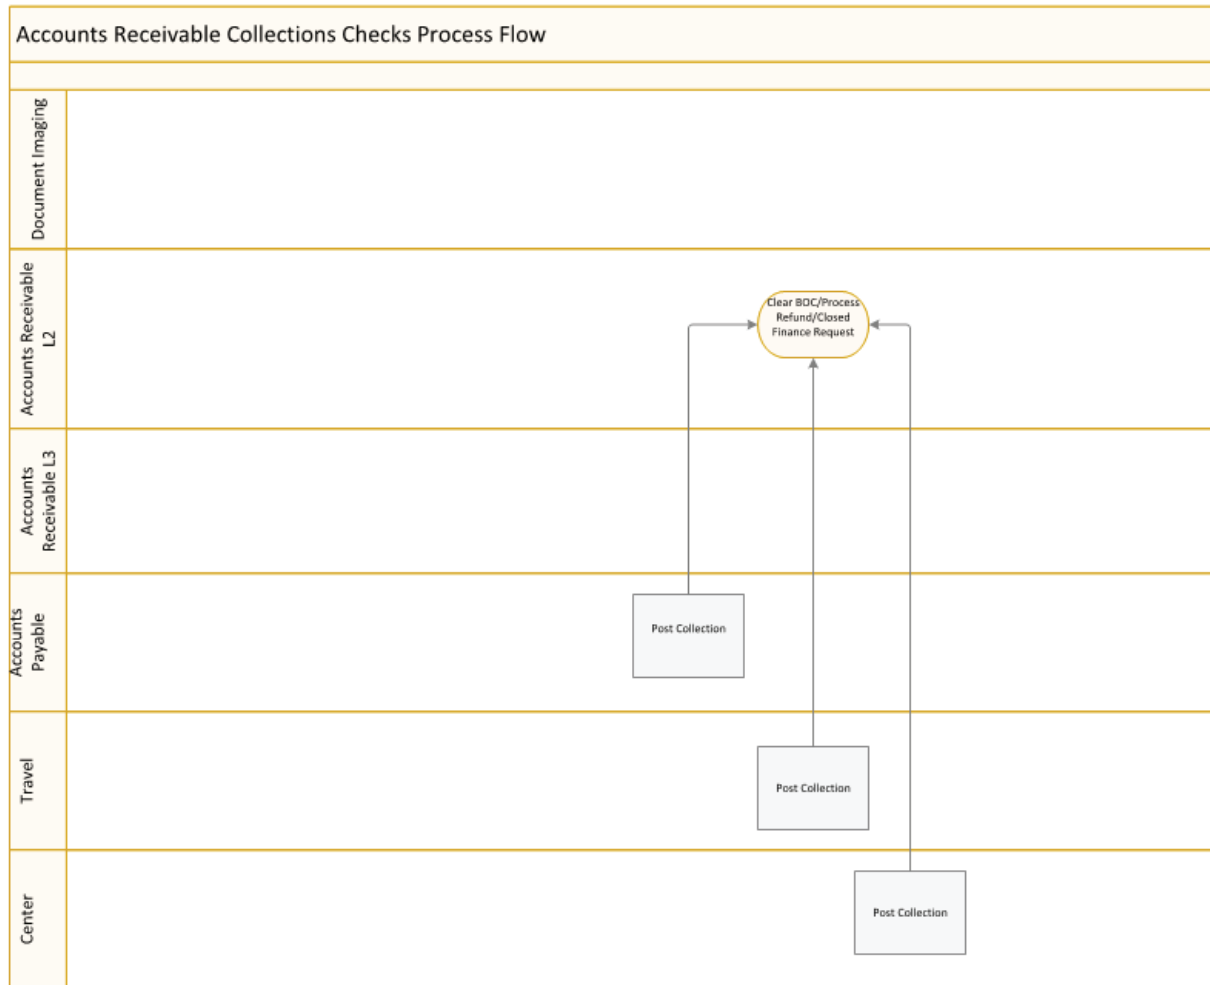 Accounts Receivable Collections Checks Process Flow
Document Imaging
Accounts Receivable
L2
Clear BOC/Process
Refund/Closed
Finance Request
Accounts
Receivable L3
Accounts
Payable
Post Collection
Travel
Post Collection
Center
Post Collection